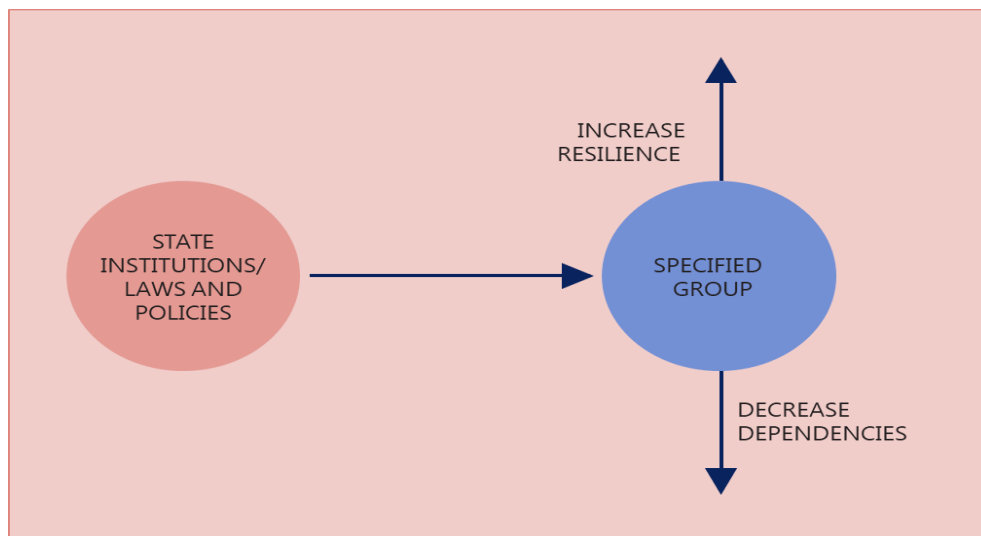 INCREASE
RESILIENCE
STATE
INSTITUTIONS/
LAWS AND
POLICIES
SPECIFIED
GROUP
DECREASE
DEPENDENCIES